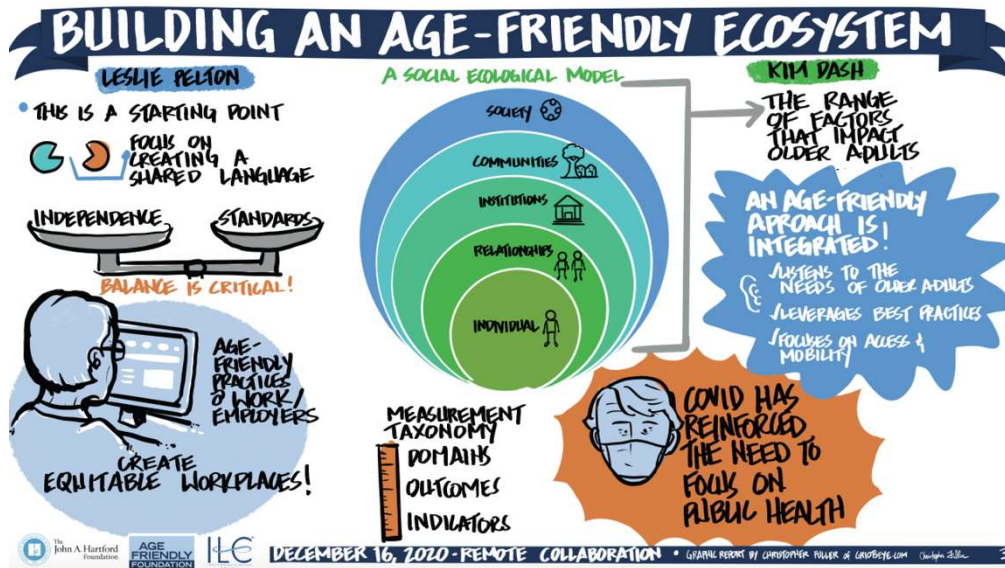 BUILDING AN AGE-FRIENDLY ECOSYSTEM
LESLIE PELTON
• THIS IS A STARTING POINT
FOCUS ON
CREATING A
SHARED LANGUAGE
INDEPENDENCE
STANDARDS
BALANCE IS CRITICAL!
AGE-
FRIENDLY
PRACTICES
@ WORK/
EMPLOYERS
CREATE
EQUITABLE WORKPLACES!
A SOCIAL ECOLOGICAL MODEL
SOCIETY
COMMUNITIES
INSTITUTIONS
RELATIONSHIPS
INDIVIDUAL
MEASUREMENT
TAXONOMY
DOMAINS
OUTCOMES
INDICATORS
KIM DASH
THE RANGE
OF FACTORS
THAT IMPACT
OLDER ADULTS
AN AGE-FRIENDLY
APROACH IS
INTEGRATED!
✓LISTENS TO THE
NEEDS OF OLDER ADULTS
✓LEVERAGES BEST PRACTICES
✓FOCUSES ON ACCESS &
MOBILITY
COVID HAS
REINFORCED
THE NEED TO
FOCUS ON
PUBLIC HEALTH
The
John A. Hartford
Foundation
AGE
FRIENDLY
FOUNDATION
ILC
DECEMBER 16, 2020 - REMOTE COLLABORATION • GRAPHIC REPORT BY CHRISTOPHER FULLER OF GRIOTSEYE.COM Christopher Fuller 3